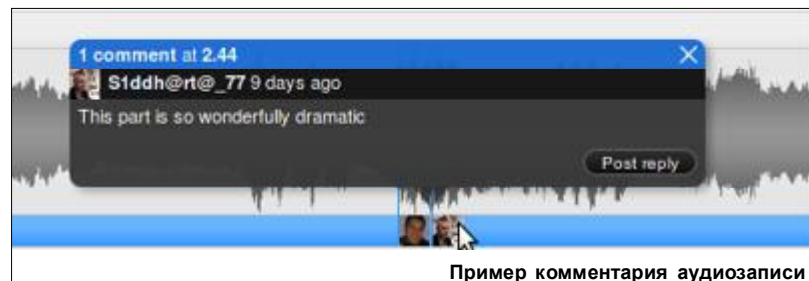 1 comment at 2.44
S1ddh@rt@_77 9 days ago
This part is so wonderfully dramatic
Post reply
Пример комментария аудиозаписи